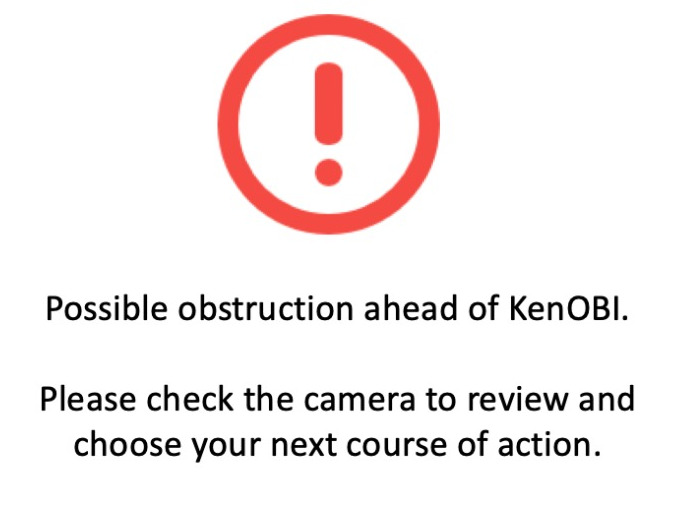 Possible obstruction ahead of KenOBI.
Please check the camera to review and
choose your next course of action.